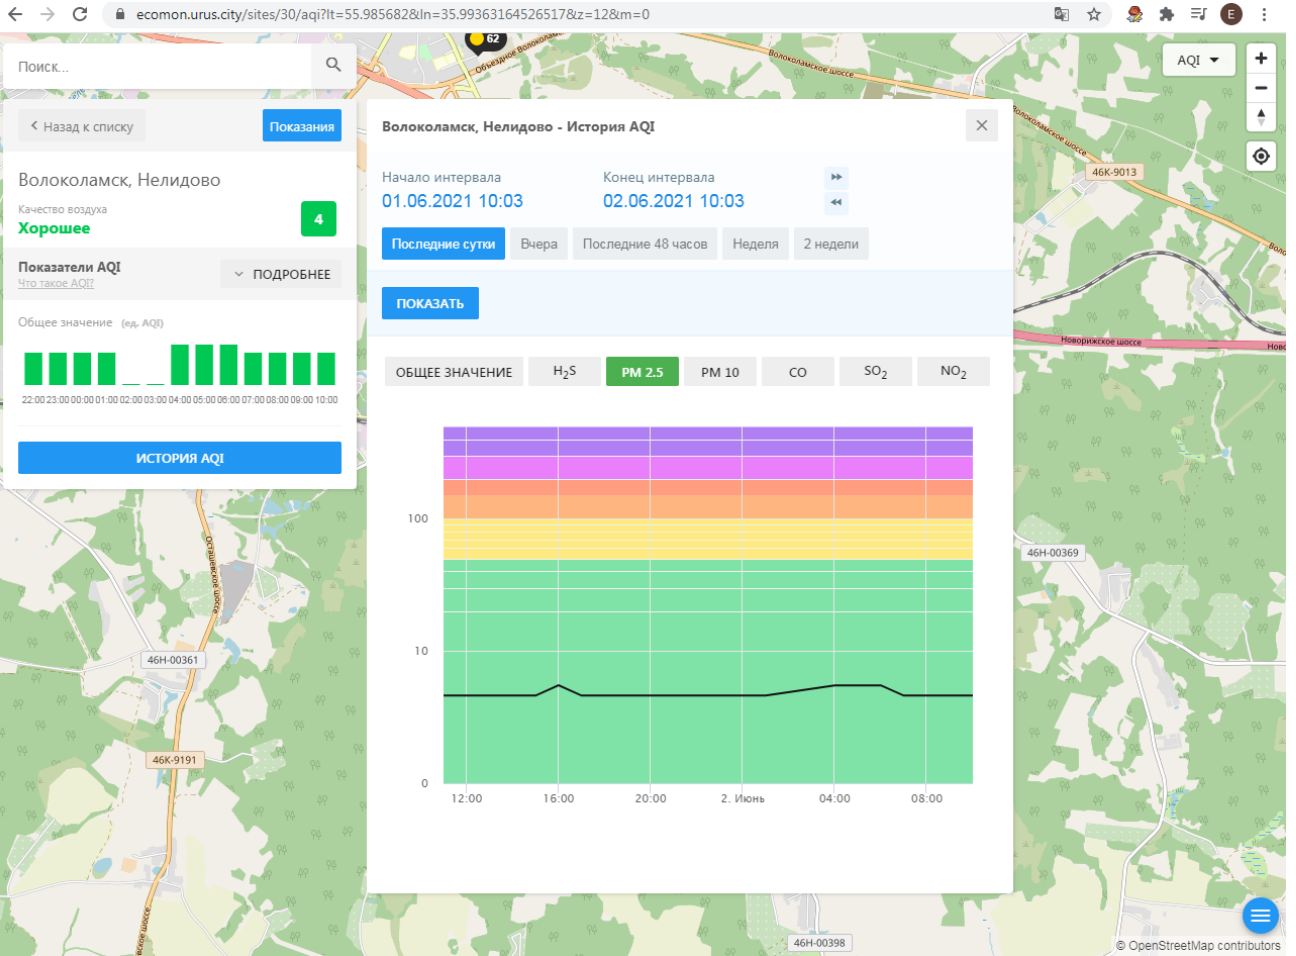 ecomon.urus.city/sites/30/aqi?lt=55.985682&ln=35.99363164526517&z=12&m=0
E
62
Объездное Волоколам
Волоколамское шоссе
Поиск...
AQI
Назад к списку
Показания
Волоколамск, Нелидово - История AQI
Волоколамск, Нелидово
Качество воздуха
Хорошее
4
Начало интервала
Конец интервала
01.06.2021 10:03
02.06.2021 10:03
46К-9013
Последние сутки
Вчера
Последние 48 часов
Неделя
2 недели
Показатели AQI
Что такое AQI?
ПОДРОБНЕЕ
ПОКАЗАТЬ
Общее значение (ед. AQI)
22:00 23:00 00:00 01:00 02:00 03:00 04:00 05:00 06:00 07:00 08:00 09:00 10:00
Новорижское шоссе
Ново
ОБЩЕЕ ЗНАЧЕНИЕ
H2S
PM 2.5
PM 10
CO
SO2
NO2
ИСТОРИЯ AQI
100
10
0
12:00
16:00
20:00
2. Июнь
04:00
08:00
Осташёвское шоссе
46Н-00369
46Н-00361
46К-9191
46Н-00398
© OpenStreetMap contributors